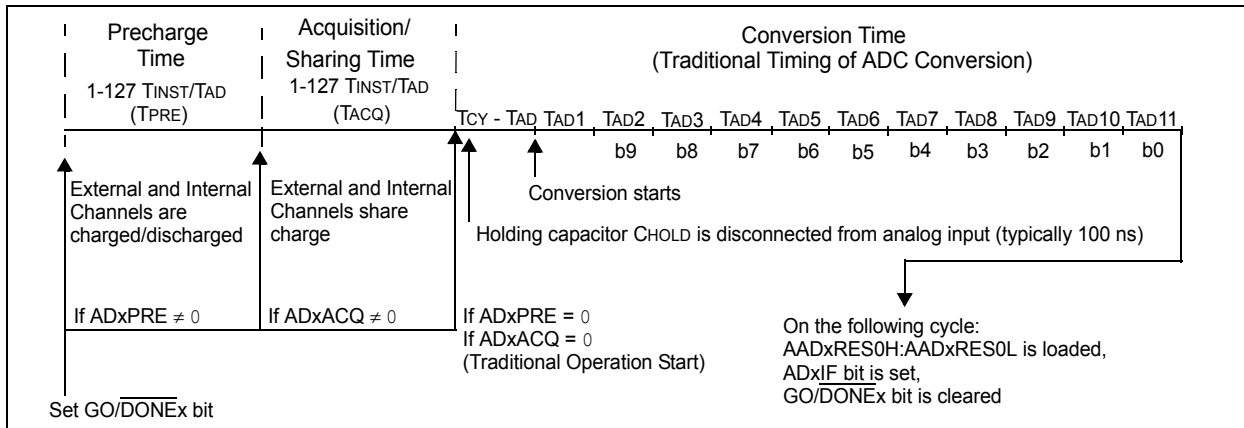 Precharge
Time
1-127 TINST/TAD
(TPRE)
Acquisition/
Sharing Time
1-127 TINST/TAD
(TACQ)
Conversion Time
(Traditional Timing of ADC Conversion)
TCY - TAD TAD1 TAD2 TAD3 TAD4 TAD5 TAD6 TAD7 TAD8 TAD9 TAD10 TAD11
b9 b8 b7 b6 b5 b4 b3 b2 b1 b0
External and Internal
Channels are
charged/discharged
External and Internal
Channels share
charge
Conversion starts
Holding capacitor CHOLD is disconnected from analog input (typically 100 ns)
If ADxPRE ≠ 0
If ADxACQ ≠ 0
If ADxPRE = 0
If ADxACQ = 0
(Traditional Operation Start)
On the following cycle:
AADxRES0H:AADxRES0L is loaded,
ADxIF bit is set,
GO/DONEx bit is cleared
Set GO/DONEx bit